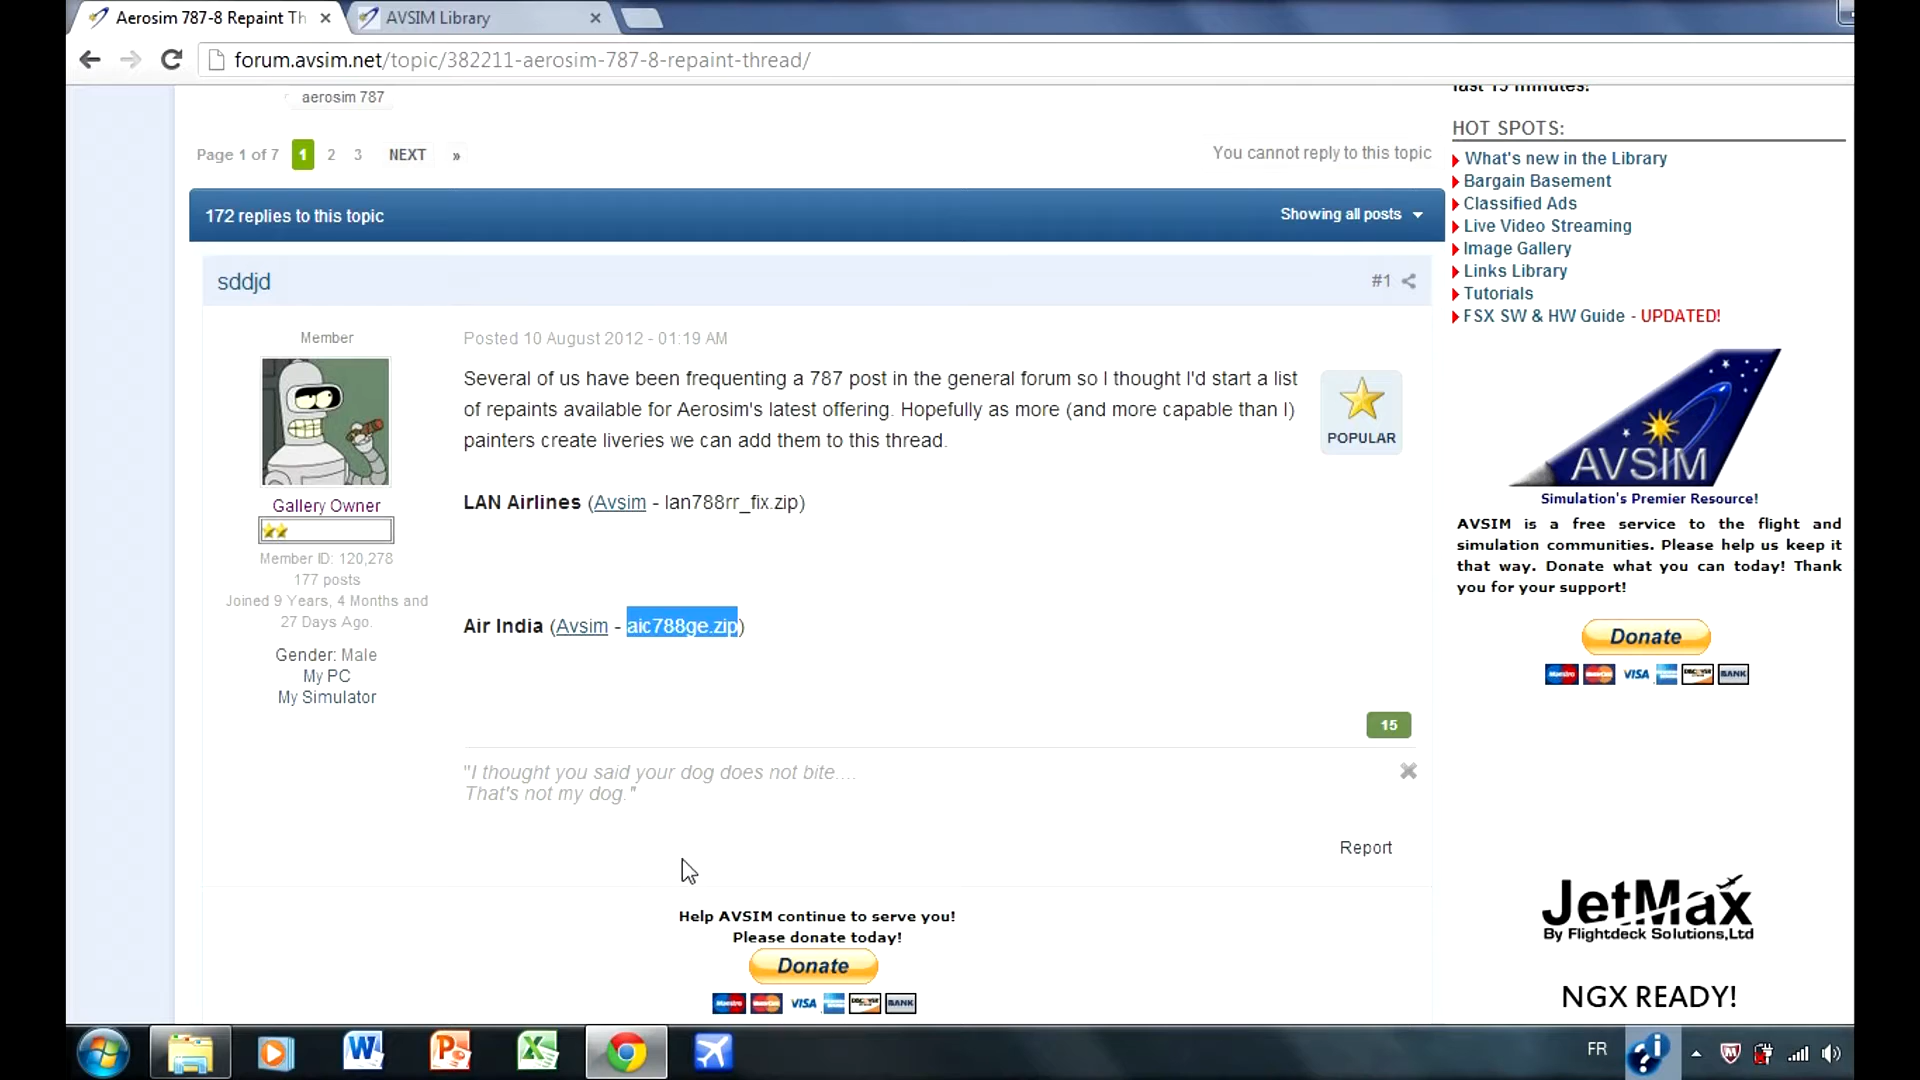 Aerosim 787-8 Repaint Th
AVSIM Library
forum.avsim.net/topic/382211-aerosim-787-8-repaint-thread/
aerosim 787
Page 1 of 7 1 2 3 NEXT »
You cannot reply to this topic
172 replies to this topic
Showing all posts
sddjd
#1
Member
Gallery Owner
Member ID: 120,278
177 posts
Joined 9 Years, 4 Months and
27 Days Ago.
Gender: Male
My PC
My Simulator
Posted 10 August 2012 - 01:19 AM
Several of us have been frequenting a 787 post in the general forum so I thought I'd start a list
of repaints available for Aerosim's latest offering. Hopefully as more (and more capable than I)
painters create liveries we can add them to this thread.
POPULAR
LAN Airlines (Avsim - lan788rr_fix.zip)
Air India (Avsim - aic788ge.zip)
15
"I thought you said your dog does not bite....
That's not my dog."
Report
Help AVSIM continue to serve you!
Please donate today!
Donate
Maestro MasterCard VISA DISCOVER BANK
last 15 minutes.
HOT SPOTS:
What's new in the Library
Bargain Basement
Classified Ads
Live Video Streaming
Image Gallery
Links Library
Tutorials
FSX SW & HW Guide - UPDATED!
AVSIM
Simulation's Premier Resource!
AVSIM is a free service to the flight and
simulation communities. Please help us keep it
that way. Donate what you can today! Thank
you for your support!
Donate
Maestro MasterCard VISA DISCOVER BANK
JetMax
By Flightdeck Solutions,Ltd
NGX READY!
FR